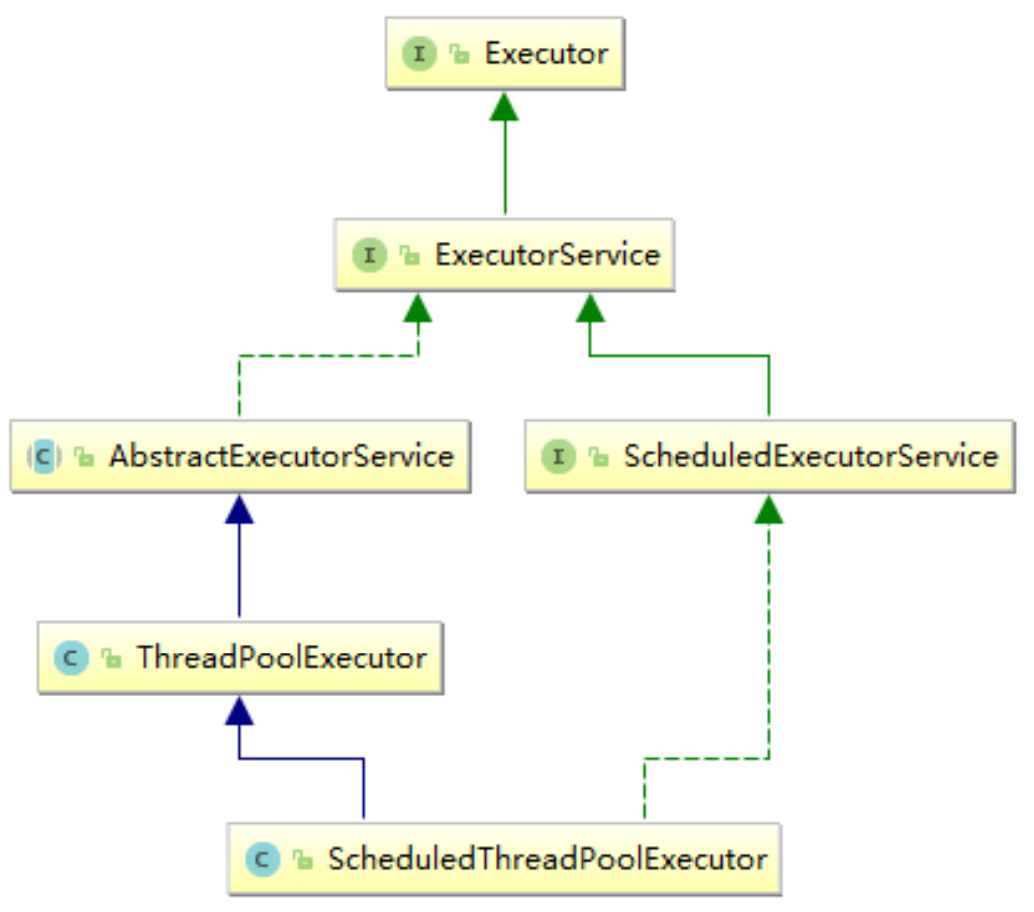 I Executor
I ExecutorService
C AbstractExecutorService
I ScheduledExecutorService
C ThreadPoolExecutor
C ScheduledThreadPoolExecutor